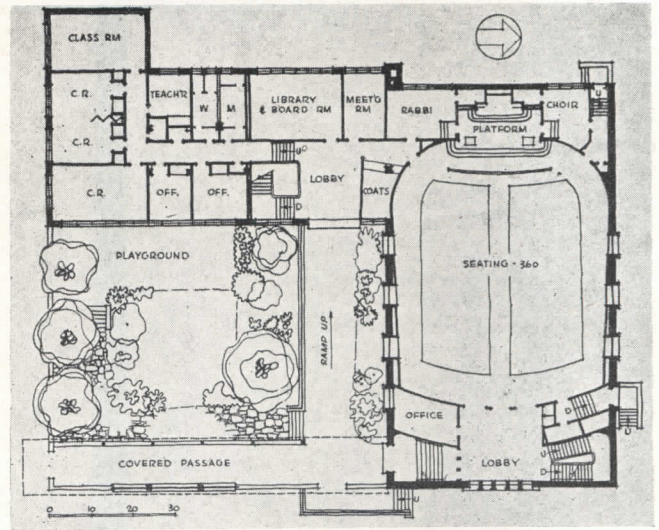 CLASS RM
C.R.
C.R.
C.R.
TEACH'R
W
M
LIBRARY
& BOARD RM
MEET'G
RM
RABBI
PLATFORM
CHOIR
U
OFF.
OFF.
U
D
LOBBY
COATS
PLAYGROUND
SEATING - 360
RAMP UP
OFFICE
D
U
U
D
LOBBY
COVERED PASSAGE
U
0 10 20 30